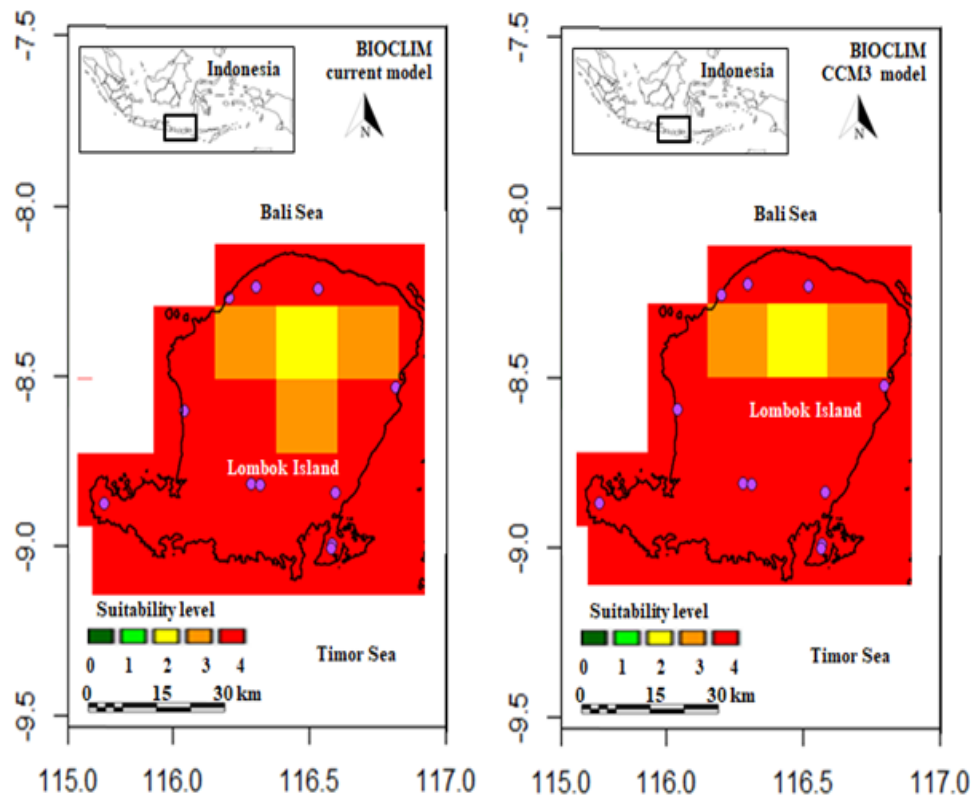 -7.5
-8.0
-8.5
-9.0
-9.5
BIOCLIM
current model
Indonesia
N
Bali Sea
Lombok Island
Suitability level
0 1 2 3 4
Timor Sea
0 15 30 km
115.0 116.0 116.5 117.0
-7.5
-8.0
-8.5
-9.0
-9.5
BIOCLIM
CCM3 model
Indonesia
N
Bali Sea
Lombok Island
Suitability level
0 1 2 3 4
Timor Sea
0 15 30 km
115.0 116.0 116.5 117.0